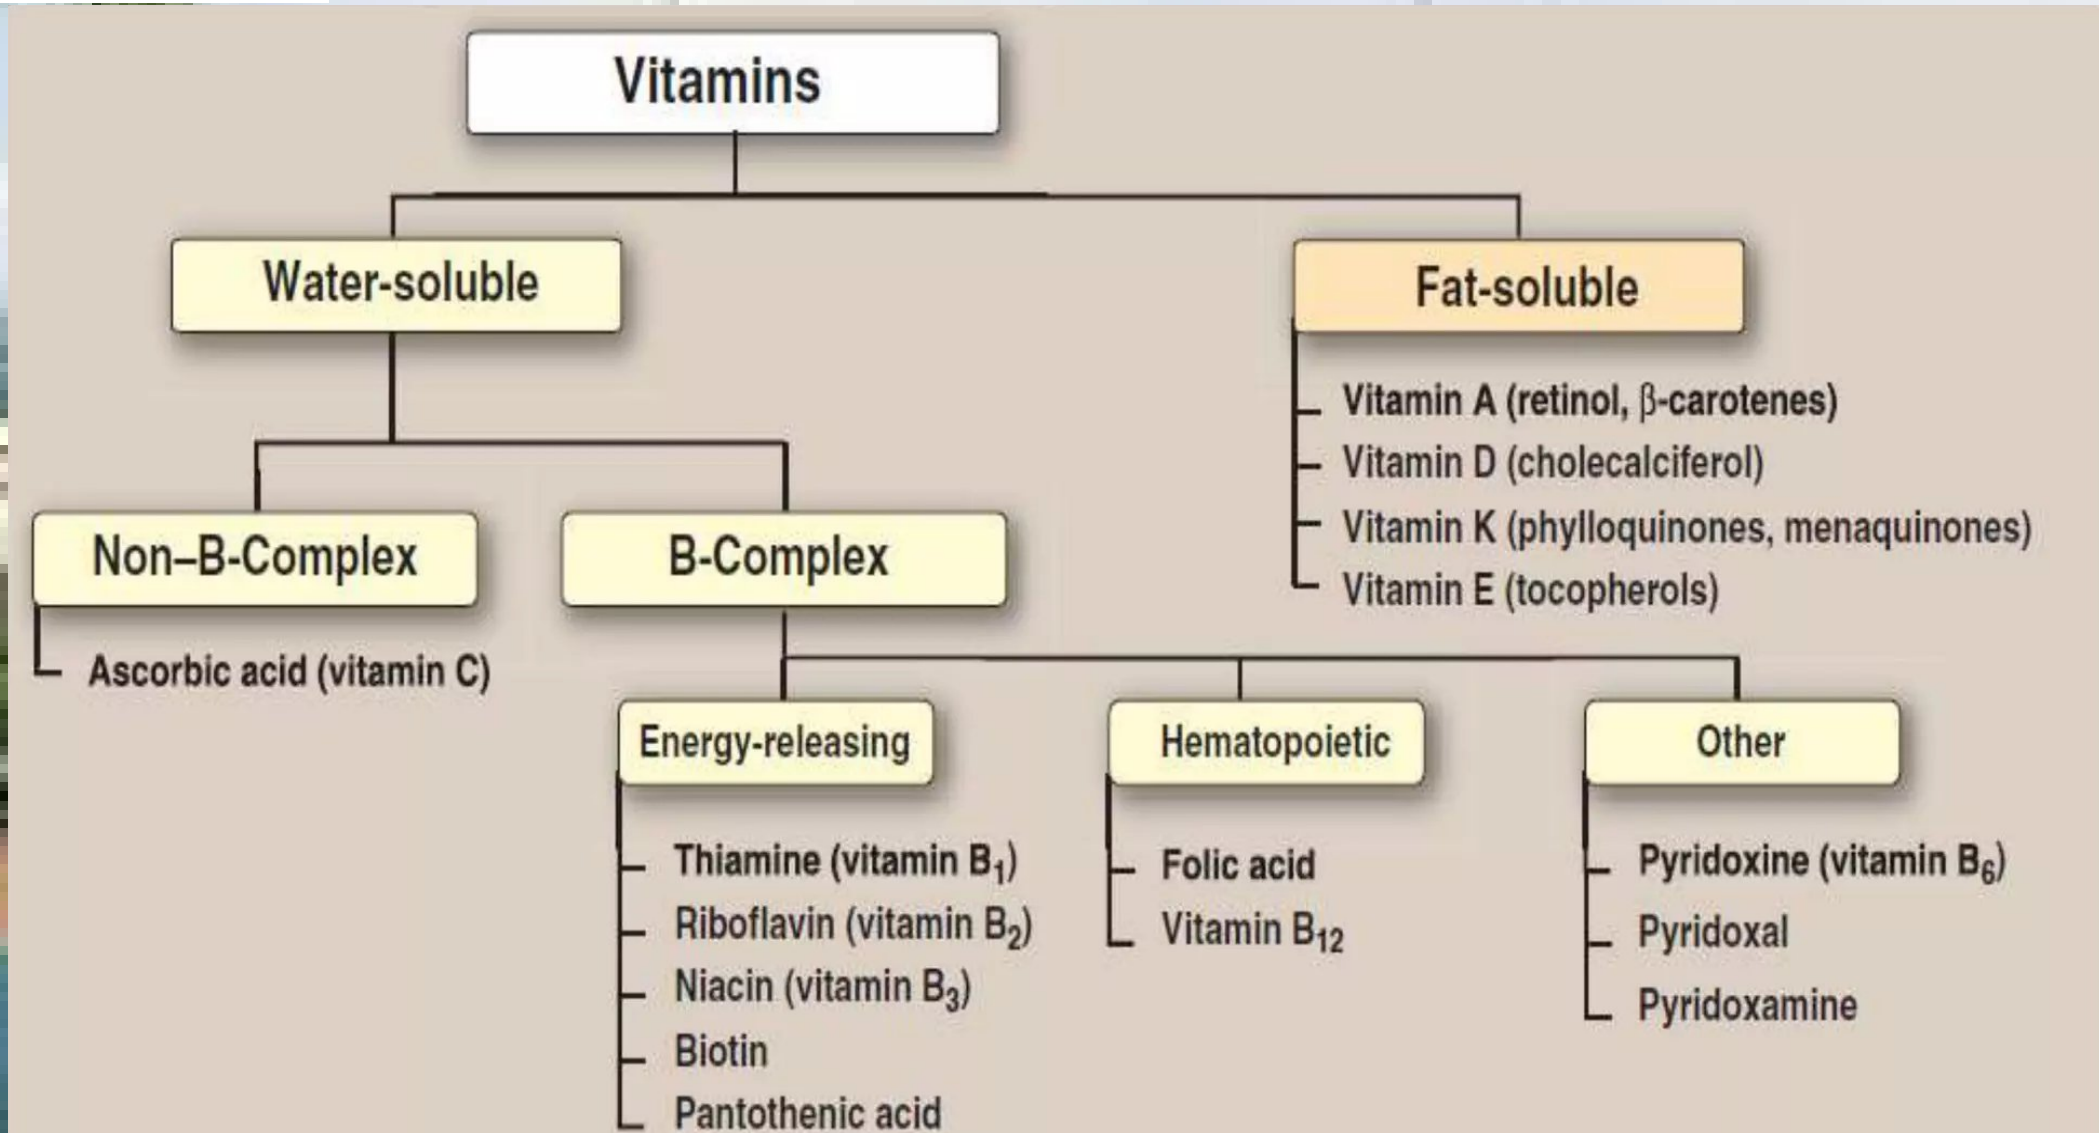 Vitamins
Water-soluble
Fat-soluble
Vitamin A (retinol, β-carotenes)
Vitamin D (cholecalciferol)
Vitamin K (phylloquinones, menaquinones)
Vitamin E (tocopherols)
Non–B-Complex
B-Complex
Ascorbic acid (vitamin C)
Energy-releasing
Hematopoietic
Other
Thiamine (vitamin B₁)
Riboflavin (vitamin B₂)
Niacin (vitamin B₃)
Biotin
Pantothenic acid
Folic acid
Vitamin B₁₂
Pyridoxine (vitamin B₆)
Pyridoxal
Pyridoxamine